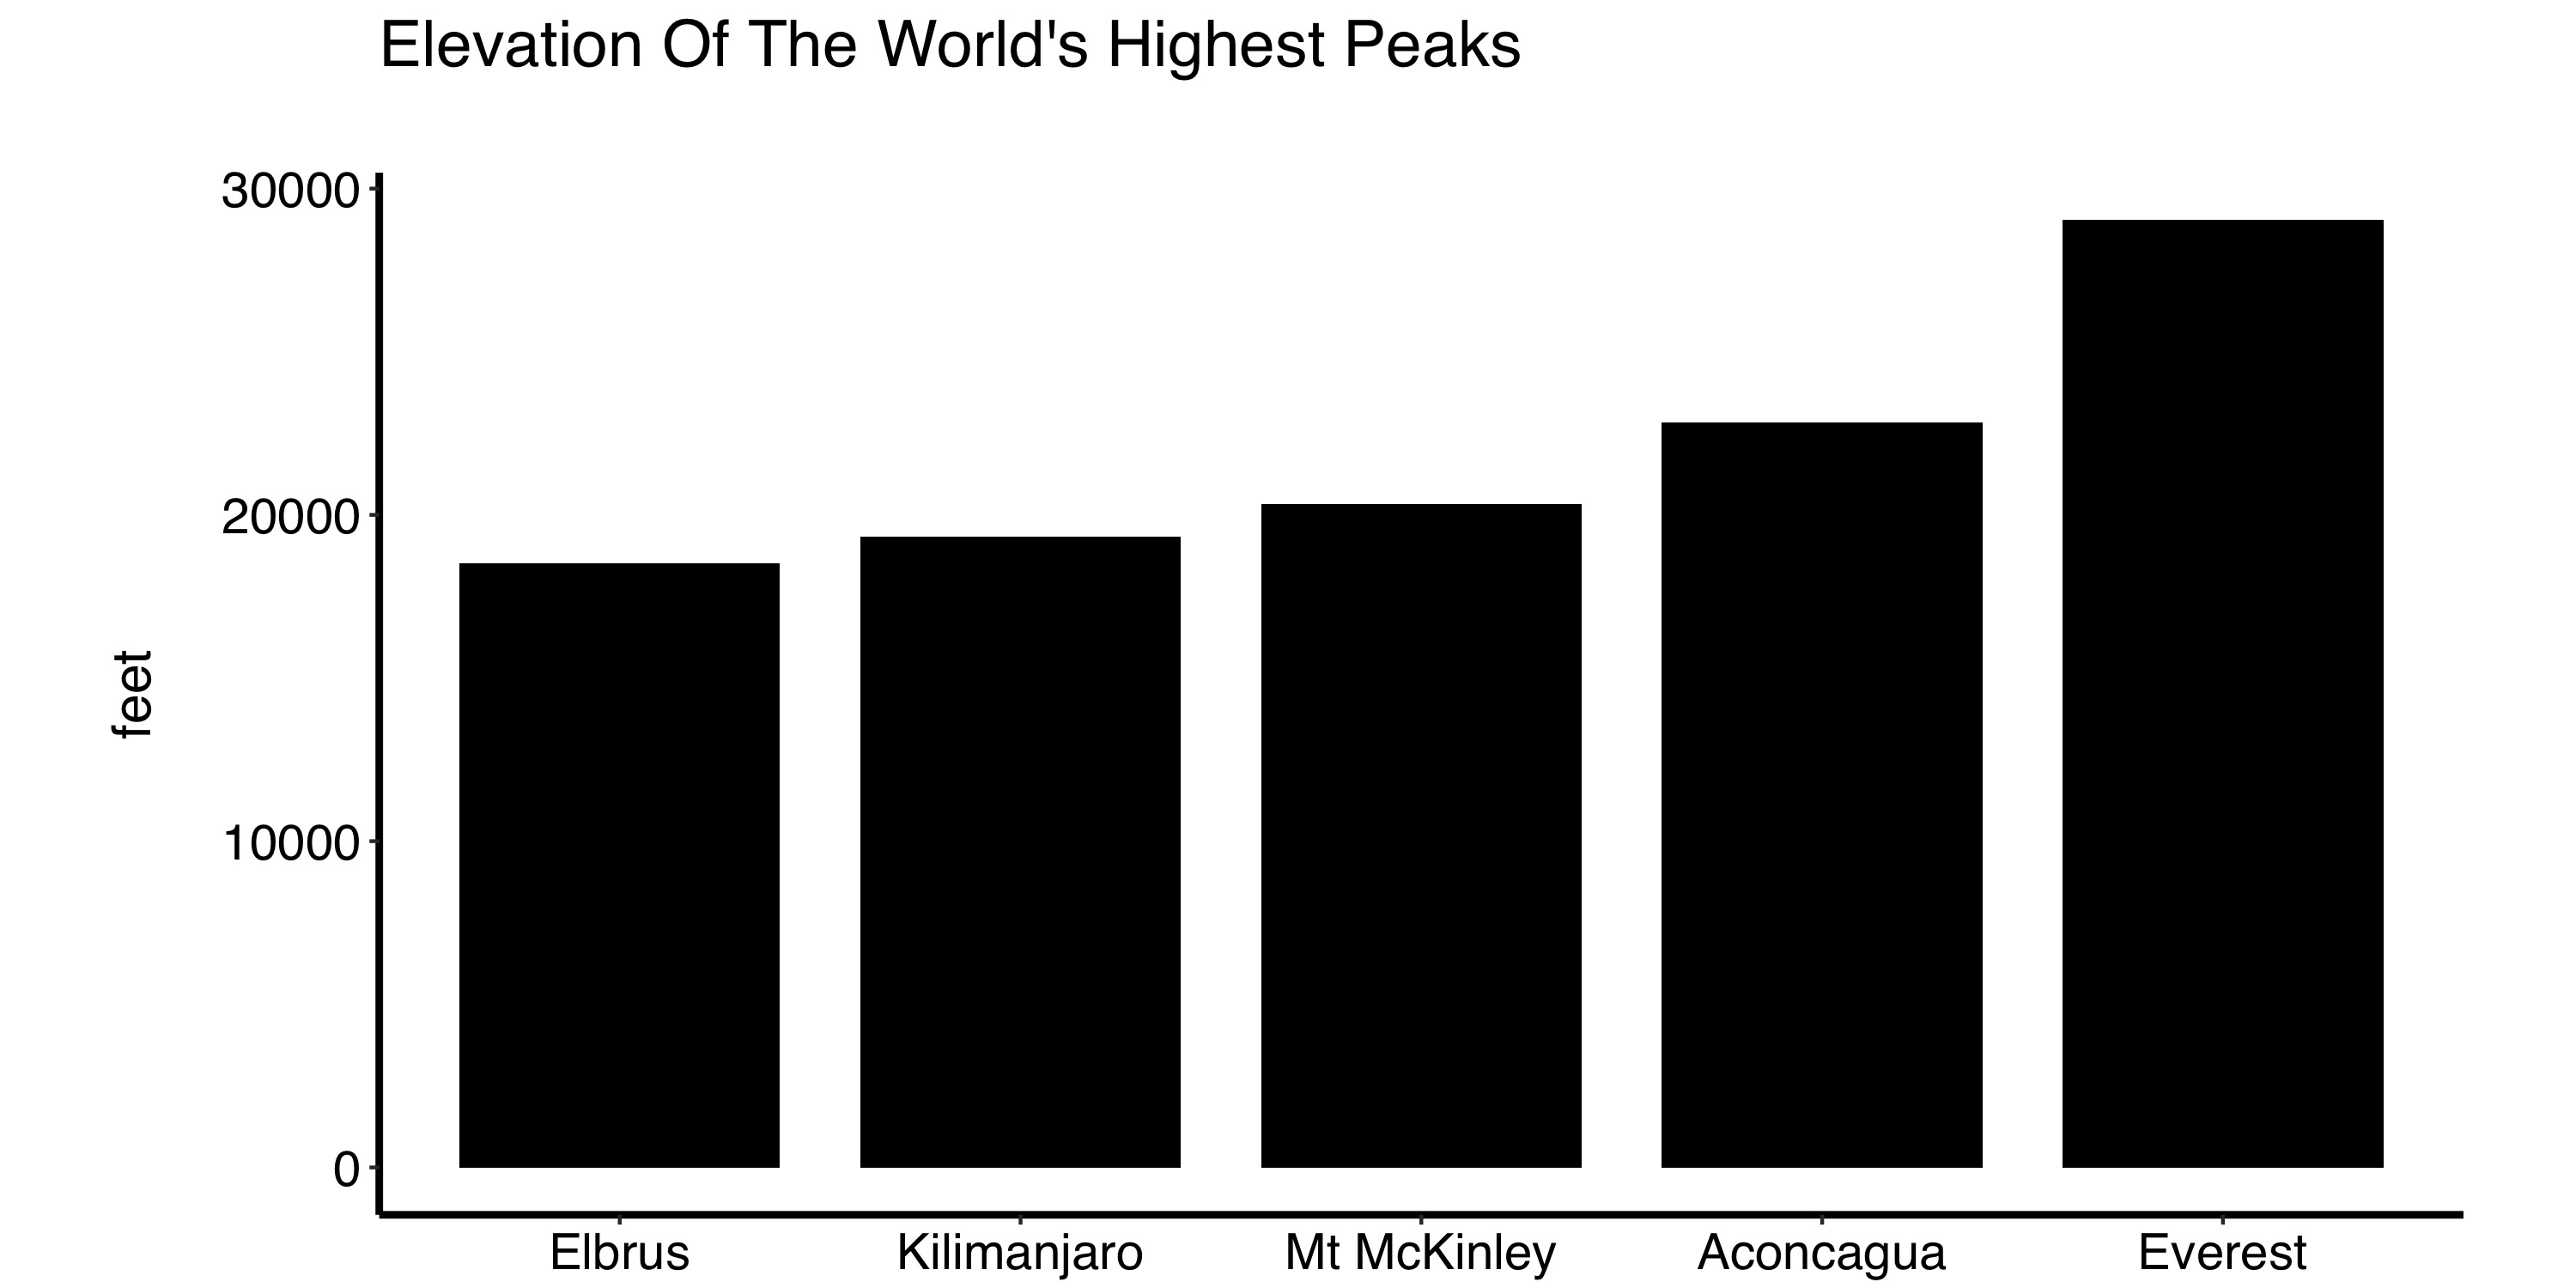 Elevation Of The World's Highest Peaks
30000
20000
10000
0
feet
Elbrus
Kilimanjaro
Mt McKinley
Aconcagua
Everest